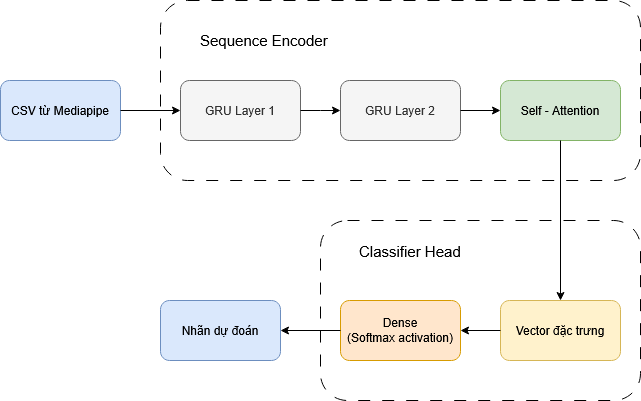 Sequence Encoder
CSV từ Mediapipe
GRU Layer 1
GRU Layer 2
Self - Attention
Classifier Head
Nhãn dự đoán
Dense
(Softmax activation)
Vector đặc trưng